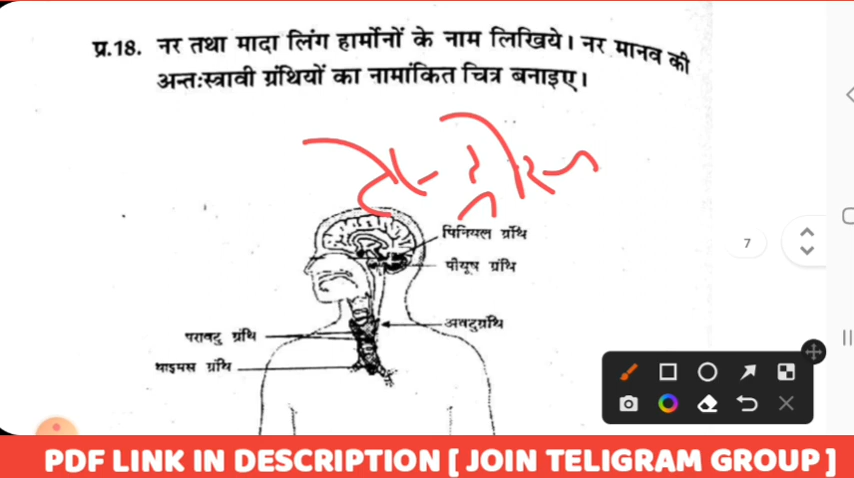 प्र.18. नर तथा मादा लिंग हार्मोनों के नाम लिखिये। नर मानव की
अन्तःस्त्रावी ग्रंथियों का नामांकित चित्र बनाइए।
पिनियल ग्रंथि
7
पीयूष ग्रंथि
अवटुग्रंथि
परावटु ग्रंथि
थाइमस ग्रंथि
PDF LINK IN DESCRIPTION [ JOIN TELIGRAM GROUP ]